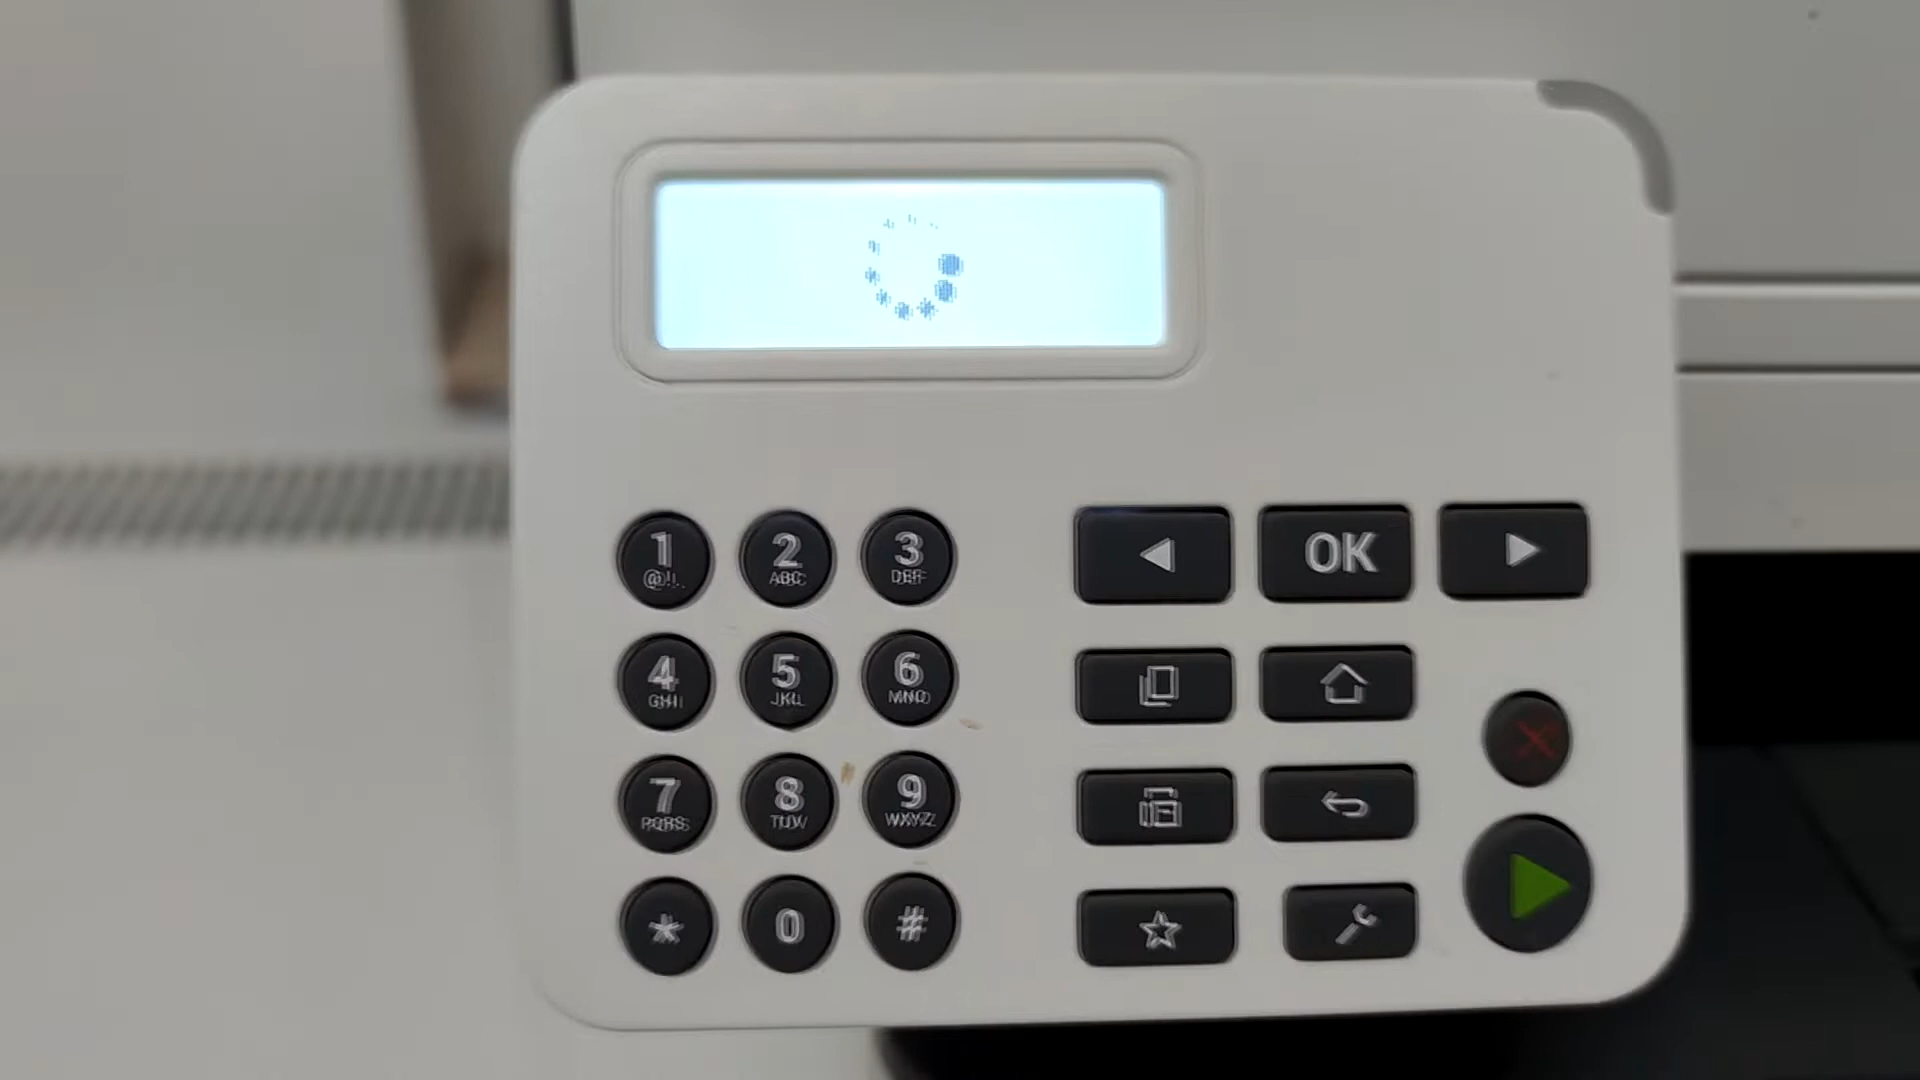 1 2 3 OK
@!.. ABC DEF
4 5 6
GHI JKL MNO
7 8 9
PQRS TUV WXYZ
* 0 #